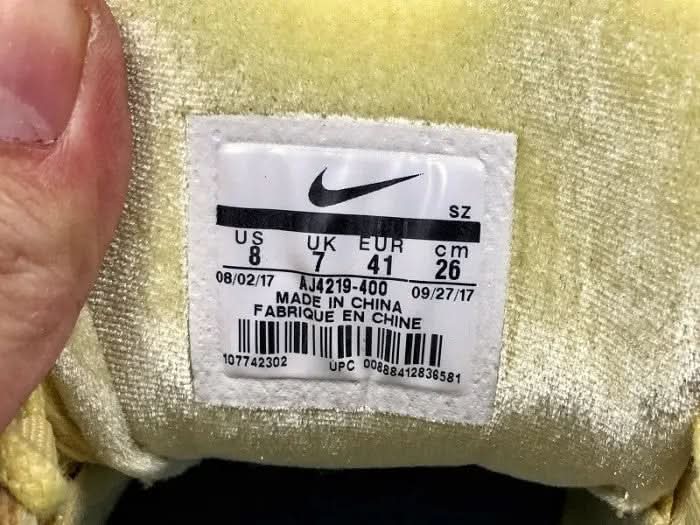 SZ
US UK EUR cm
8 7 41 26
08/02/17 AJ4219-400 09/27/17
MADE IN CHINA
FABRIQUE EN CHINE
107742302 UPC 00888412836581